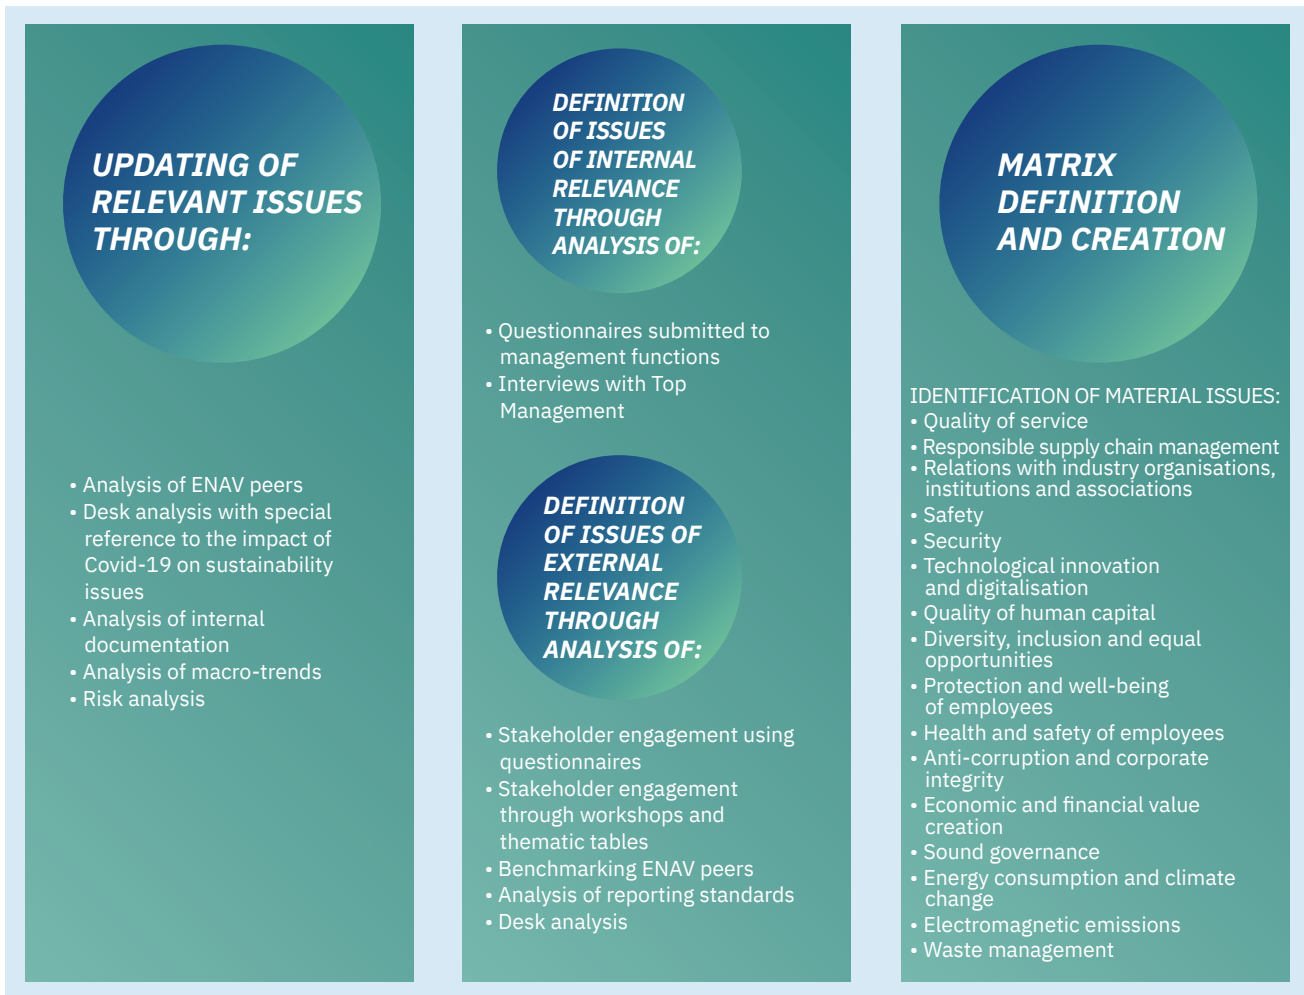 UPDATING OF
RELEVANT ISSUES
THROUGH:
• Analysis of ENAV peers
• Desk analysis with special
reference to the impact of
Covid-19 on sustainability
issues
• Analysis of internal
documentation
• Analysis of macro-trends
• Risk analysis
DEFINITION
OF ISSUES
OF INTERNAL
RELEVANCE
THROUGH
ANALYSIS OF:
• Questionnaires submitted to
management functions
• Interviews with Top
Management
DEFINITION
OF ISSUES OF
EXTERNAL
RELEVANCE
THROUGH
ANALYSIS OF:
• Stakeholder engagement using
questionnaires
• Stakeholder engagement
through workshops and
thematic tables
• Benchmarking ENAV peers
• Analysis of reporting standards
• Desk analysis
MATRIX
DEFINITION
AND CREATION
IDENTIFICATION OF MATERIAL ISSUES:
• Quality of service
• Responsible supply chain management
• Relations with industry organisations,
institutions and associations
• Safety
• Security
• Technological innovation
and digitalisation
• Quality of human capital
• Diversity, inclusion and equal
opportunities
• Protection and well-being
of employees
• Health and safety of employees
• Anti-corruption and corporate
integrity
• Economic and financial value
creation
• Sound governance
• Energy consumption and climate
change
• Electromagnetic emissions
• Waste management